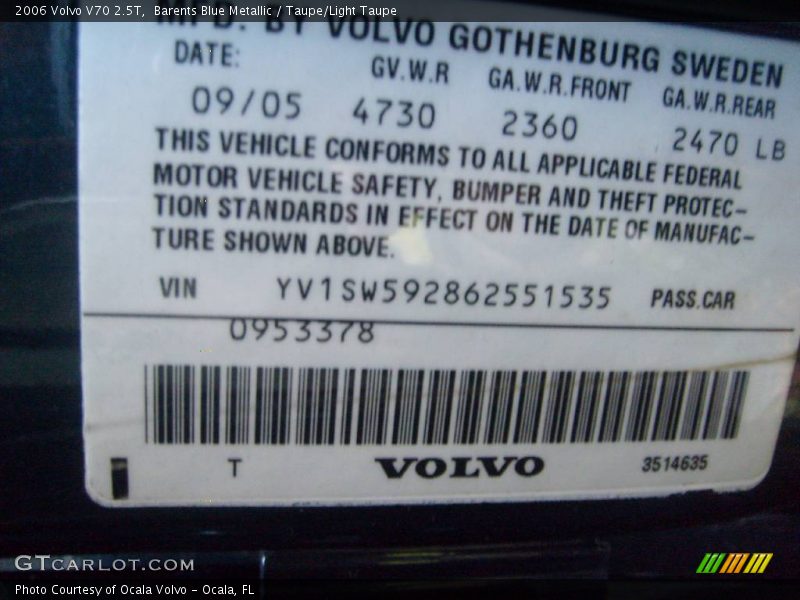 2006 Volvo V70 2.5T, Barents Blue Metallic / Taupe/Light Taupe
MFD. BY VOLVO GOTHENBURG SWEDEN
DATE: GV.W.R GA.W.R.FRONT GA.W.R.REAR
09/05 4730 2360 2470 LB
THIS VEHICLE CONFORMS TO ALL APPLICABLE FEDERAL
MOTOR VEHICLE SAFETY, BUMPER AND THEFT PROTEC-
TION STANDARDS IN EFFECT ON THE DATE OF MANUFAC-
TURE SHOWN ABOVE.
VIN YV1SW592862551535 PASS.CAR
0953378
T VOLVO 3514635
GTCARLOT.COM
Photo Courtesy of Ocala Volvo - Ocala, FL